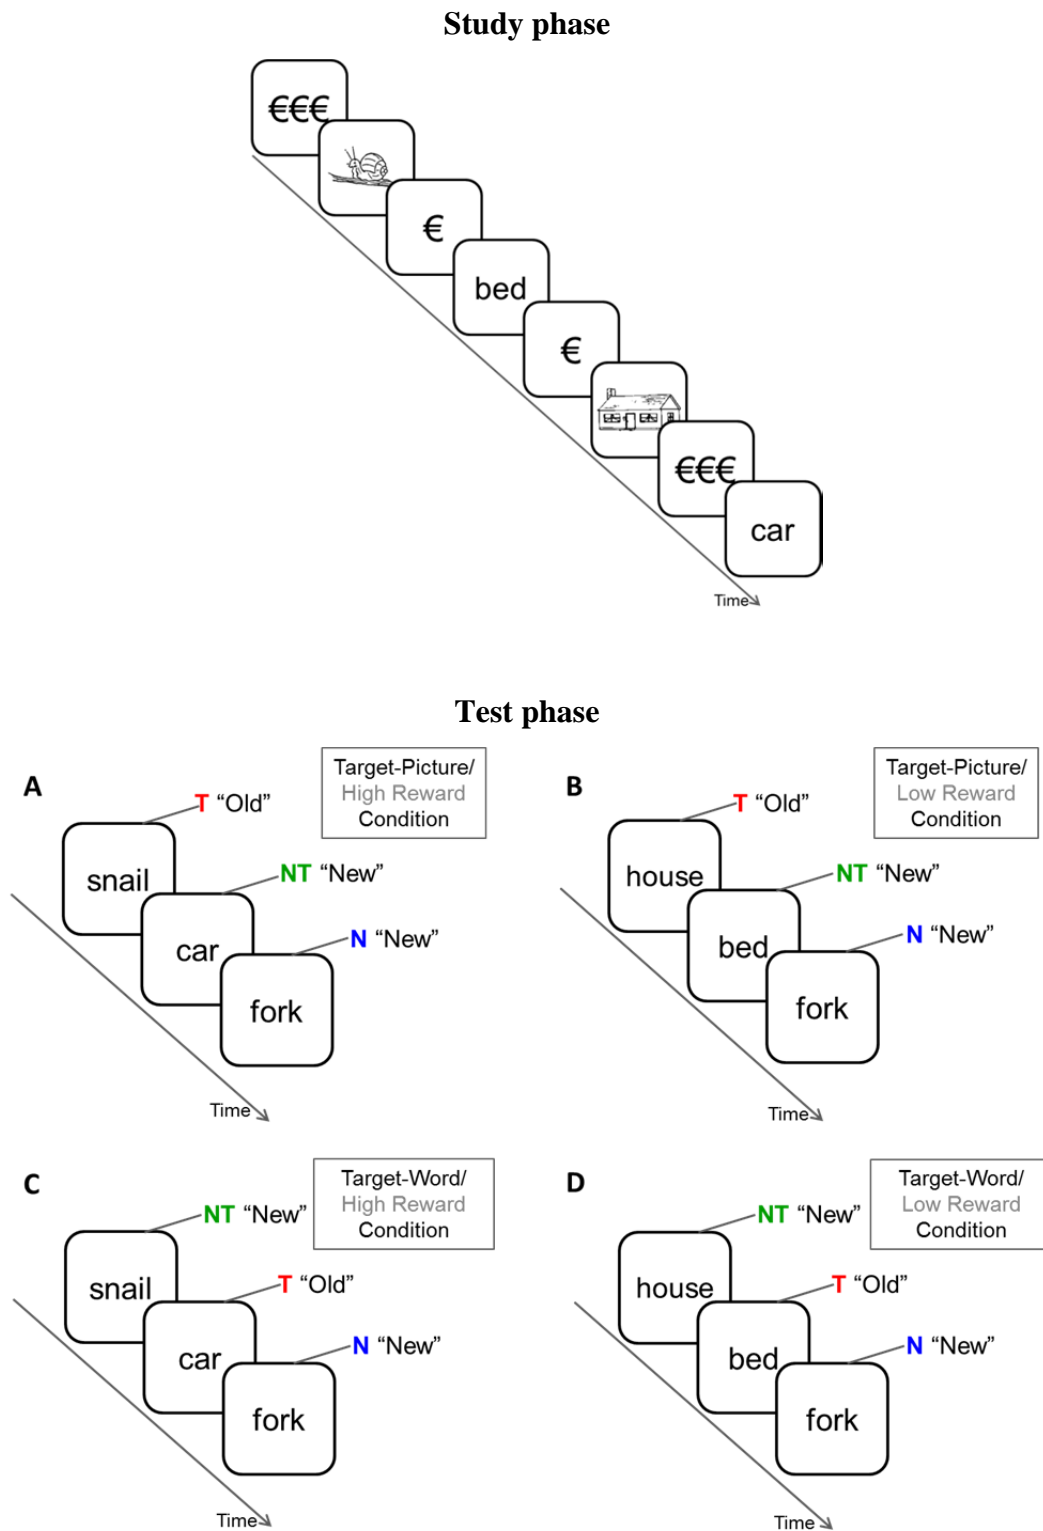 Study phase
€€€
€
bed
€
€€€
car
Time
Test phase
A
Target-Picture/
High Reward
Condition
T "Old"
snail
NT "New"
car
N "New"
fork
Time
B
Target-Picture/
Low Reward
Condition
T "Old"
house
NT "New"
bed
N "New"
fork
Time
C
Target-Word/
High Reward
Condition
NT "New"
snail
T "Old"
car
N "New"
fork
Time
D
Target-Word/
Low Reward
Condition
NT "New"
house
T "Old"
bed
N "New"
fork
Time